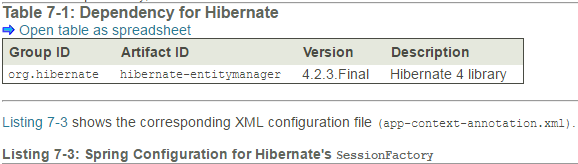 Table 7-1: Dependency for Hibernate
Open table as spreadsheet
Group ID Artifact ID Version Description
org.hibernate hibernate-entitymanager 4.2.3.Final Hibernate 4 library
Listing 7-3 shows the corresponding XML configuration file (app-context-annotation.xml).
Listing 7-3: Spring Configuration for Hibernate's SessionFactory